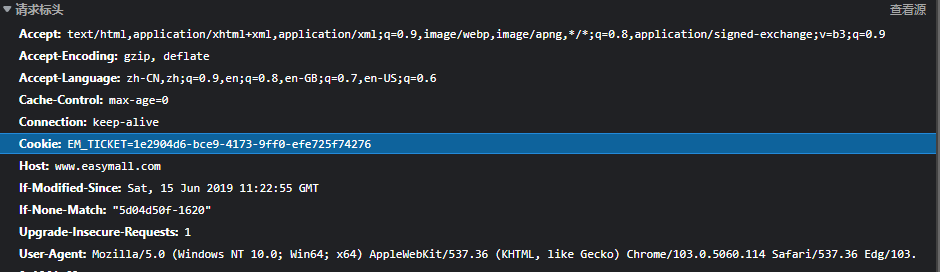 请求标头 查看源
Accept: text/html,application/xhtml+xml,application/xml;q=0.9,image/webp,image/apng,*/*;q=0.8,application/signed-exchange;v=b3;q=0.9
Accept-Encoding: gzip, deflate
Accept-Language: zh-CN,zh;q=0.9,en;q=0.8,en-GB;q=0.7,en-US;q=0.6
Cache-Control: max-age=0
Connection: keep-alive
Cookie: EM_TICKET=1e2904d6-bce9-4173-9ff0-efe725f74276
Host: www.easymall.com
If-Modified-Since: Sat, 15 Jun 2019 11:22:55 GMT
If-None-Match: "5d04d50f-1620"
Upgrade-Insecure-Requests: 1
User-Agent: Mozilla/5.0 (Windows NT 10.0; Win64; x64) AppleWebKit/537.36 (KHTML, like Gecko) Chrome/103.0.5060.114 Safari/537.36 Edg/103.